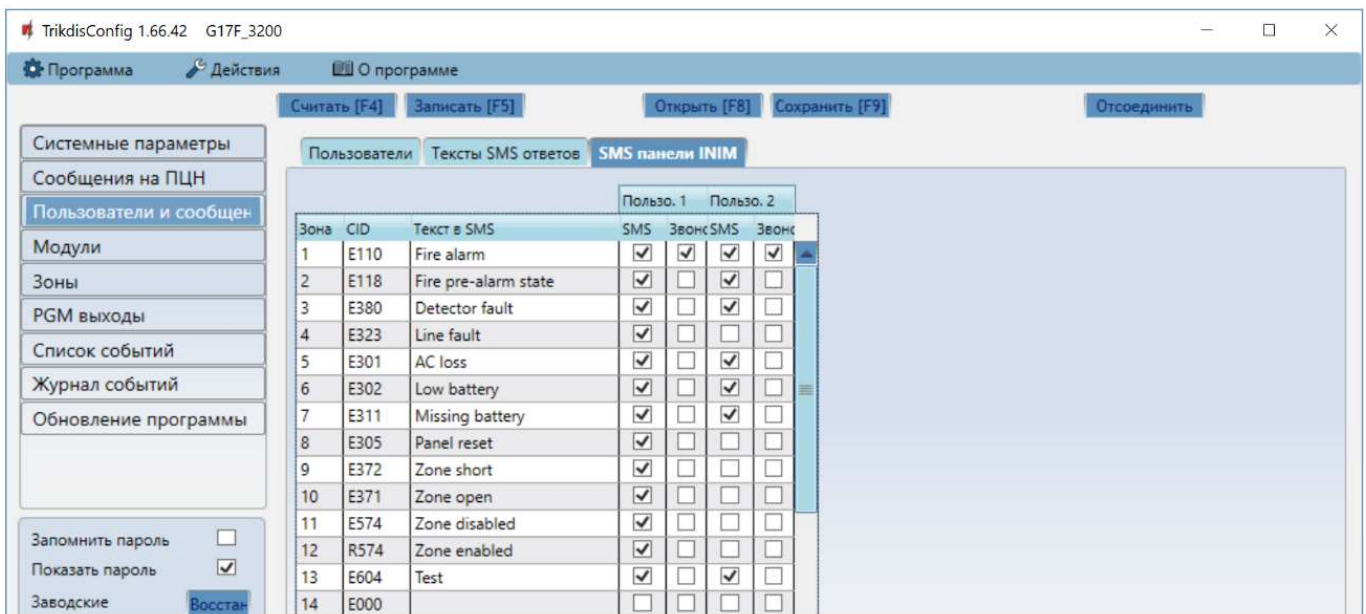 TrikdisConfig 1.66.42 G17F_3200
Программа Действия О программе
Считать [F4] Записать [F5] Открыть [F8] Сохранить [F9] Отсоединить
Системные параметры
Сообщения на ПЦН
Пользователи и сообщен
Модули
Зоны
PGM выходы
Список событий
Журнал событий
Обновление программы
Запомнить пароль
Показать пароль
Заводские Восстан
Пользователи Тексты SMS ответов SMS панели INIM
Пользо. 1 Пользо. 2
Зона CID Текст в SMS SMS Звонс SMS Звонс
1 E110 Fire alarm
2 E118 Fire pre-alarm state
3 E380 Detector fault
4 E323 Line fault
5 E301 AC loss
6 E302 Low battery
7 E311 Missing battery
8 E305 Panel reset
9 E372 Zone short
10 E371 Zone open
11 E574 Zone disabled
12 R574 Zone enabled
13 E604 Test
14 E000